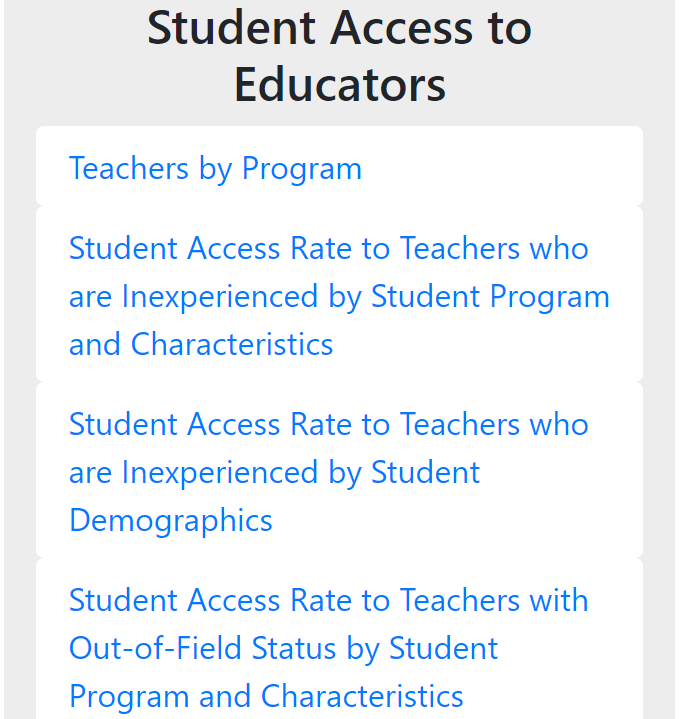 Student Access to
Educators
Teachers by Program
Student Access Rate to Teachers who
are Inexperienced by Student Program
and Characteristics
Student Access Rate to Teachers who
are Inexperienced by Student
Demographics
Student Access Rate to Teachers with
Out-of-Field Status by Student
Program and Characteristics